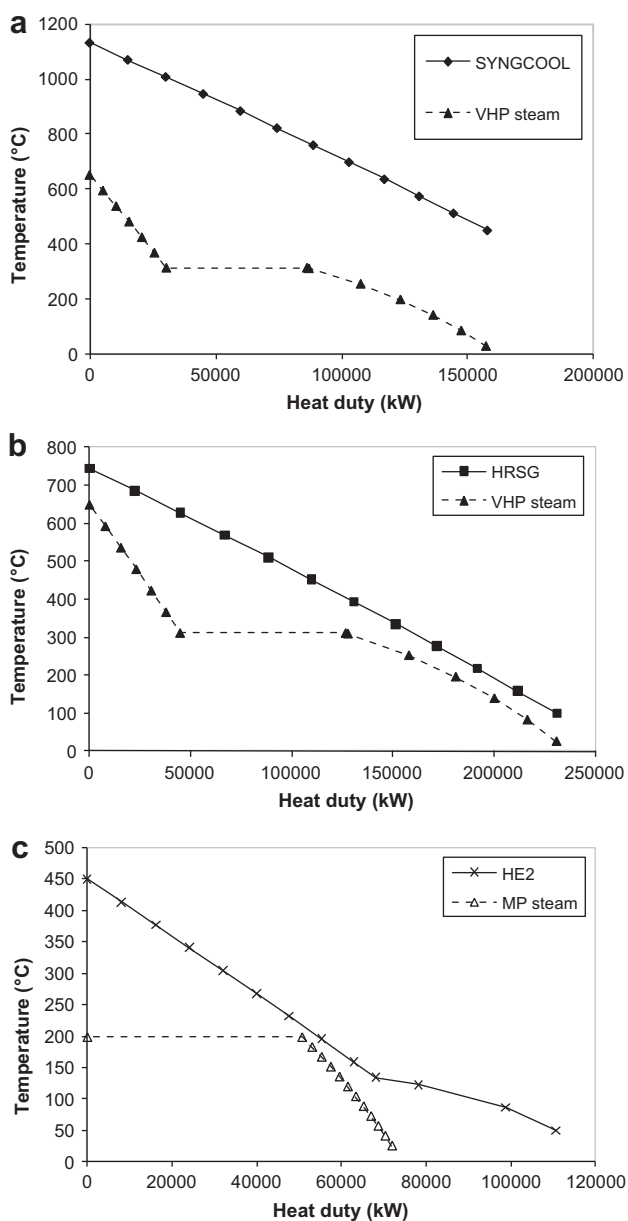 a
1200
1000
800
600
400
200
0
Temperature (°C)
SYNGCOOL
VHP steam
0 50000 100000 150000 200000
Heat duty (kW)
b
800
700
600
500
400
300
200
100
0
Temperature (°C)
HRSG
VHP steam
0 50000 100000 150000 200000 250000
Heat duty (kW)
c
500
450
400
350
300
250
200
150
100
50
0
Temperature (°C)
HE2
MP steam
0 20000 40000 60000 80000 100000 120000
Heat duty (kW)